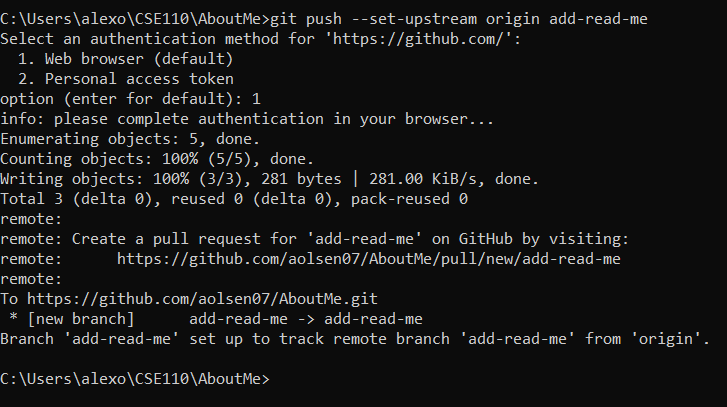 C:\Users\alexo\CSE110\AboutMe>git push --set-upstream origin add-read-me
Select an authentication method for 'https://github.com/':
  1. Web browser (default)
  2. Personal access token
option (enter for default): 1
info: please complete authentication in your browser...
Enumerating objects: 5, done.
Counting objects: 100% (5/5), done.
Writing objects: 100% (3/3), 281 bytes | 281.00 KiB/s, done.
Total 3 (delta 0), reused 0 (delta 0), pack-reused 0
remote:
remote: Create a pull request for 'add-read-me' on GitHub by visiting:
remote:      https://github.com/aolsen07/AboutMe/pull/new/add-read-me
remote:
To https://github.com/aolsen07/AboutMe.git
 * [new branch]      add-read-me -> add-read-me
Branch 'add-read-me' set up to track remote branch 'add-read-me' from 'origin'.
C:\Users\alexo\CSE110\AboutMe>